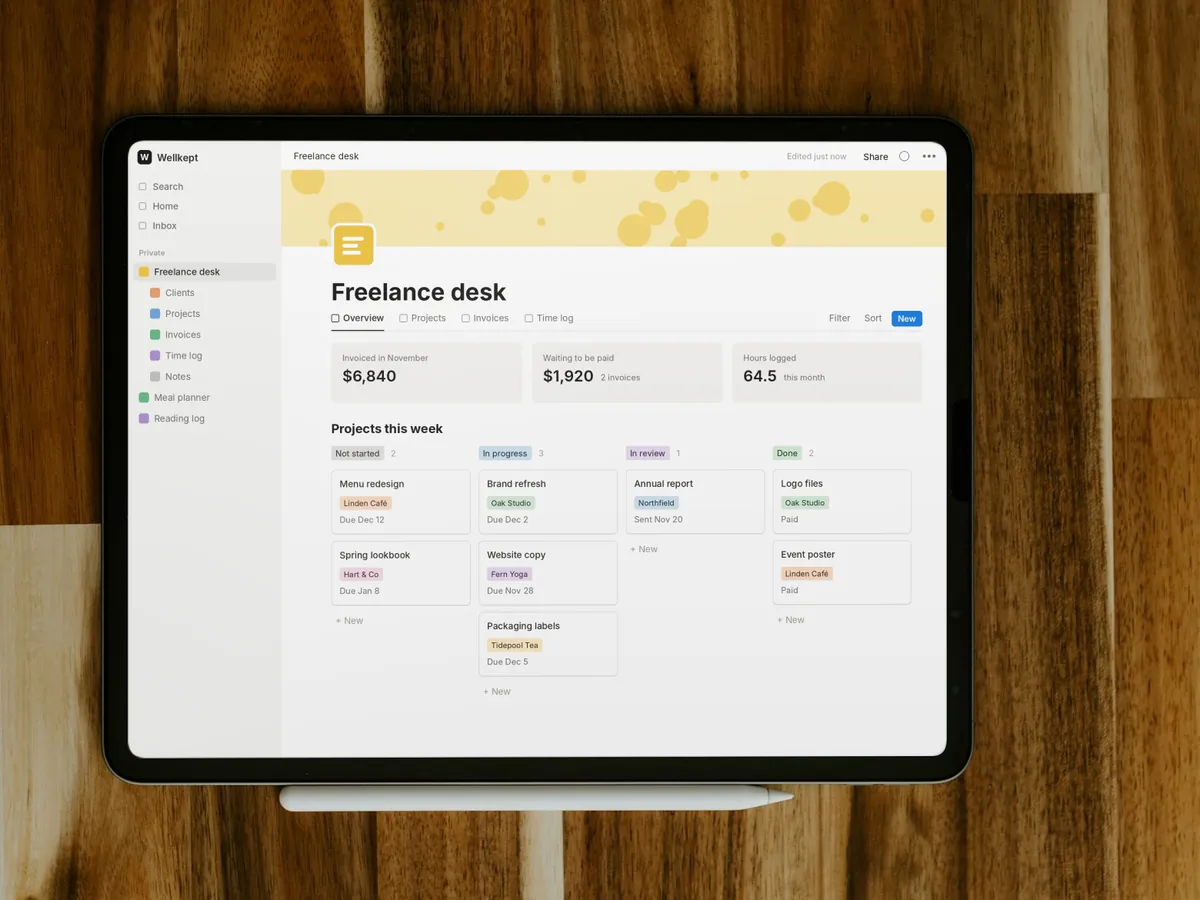 W Wellkept
Search
Home
Inbox
Private
Freelance desk
Clients
Projects
Invoices
Time log
Notes
Meal planner
Reading log
Freelance desk
Edited just now Share •••
Freelance desk
Overview Projects Invoices Time log
Filter Sort New
Invoiced in November
$6,840
Waiting to be paid
$1,920 2 invoices
Hours logged
64.5 this month
Projects this week
Not started 2
Menu redesign
Linden Café
Due Dec 12
Spring lookbook
Hart & Co
Due Jan 8
+ New
In progress 3
Brand refresh
Oak Studio
Due Dec 2
Website copy
Fern Yoga
Due Nov 28
Packaging labels
Tidepool Tea
Due Dec 5
+ New
In review 1
Annual report
Northfield
Sent Nov 20
+ New
Done 2
Logo files
Oak Studio
Paid
Event poster
Linden Café
Paid
+ New